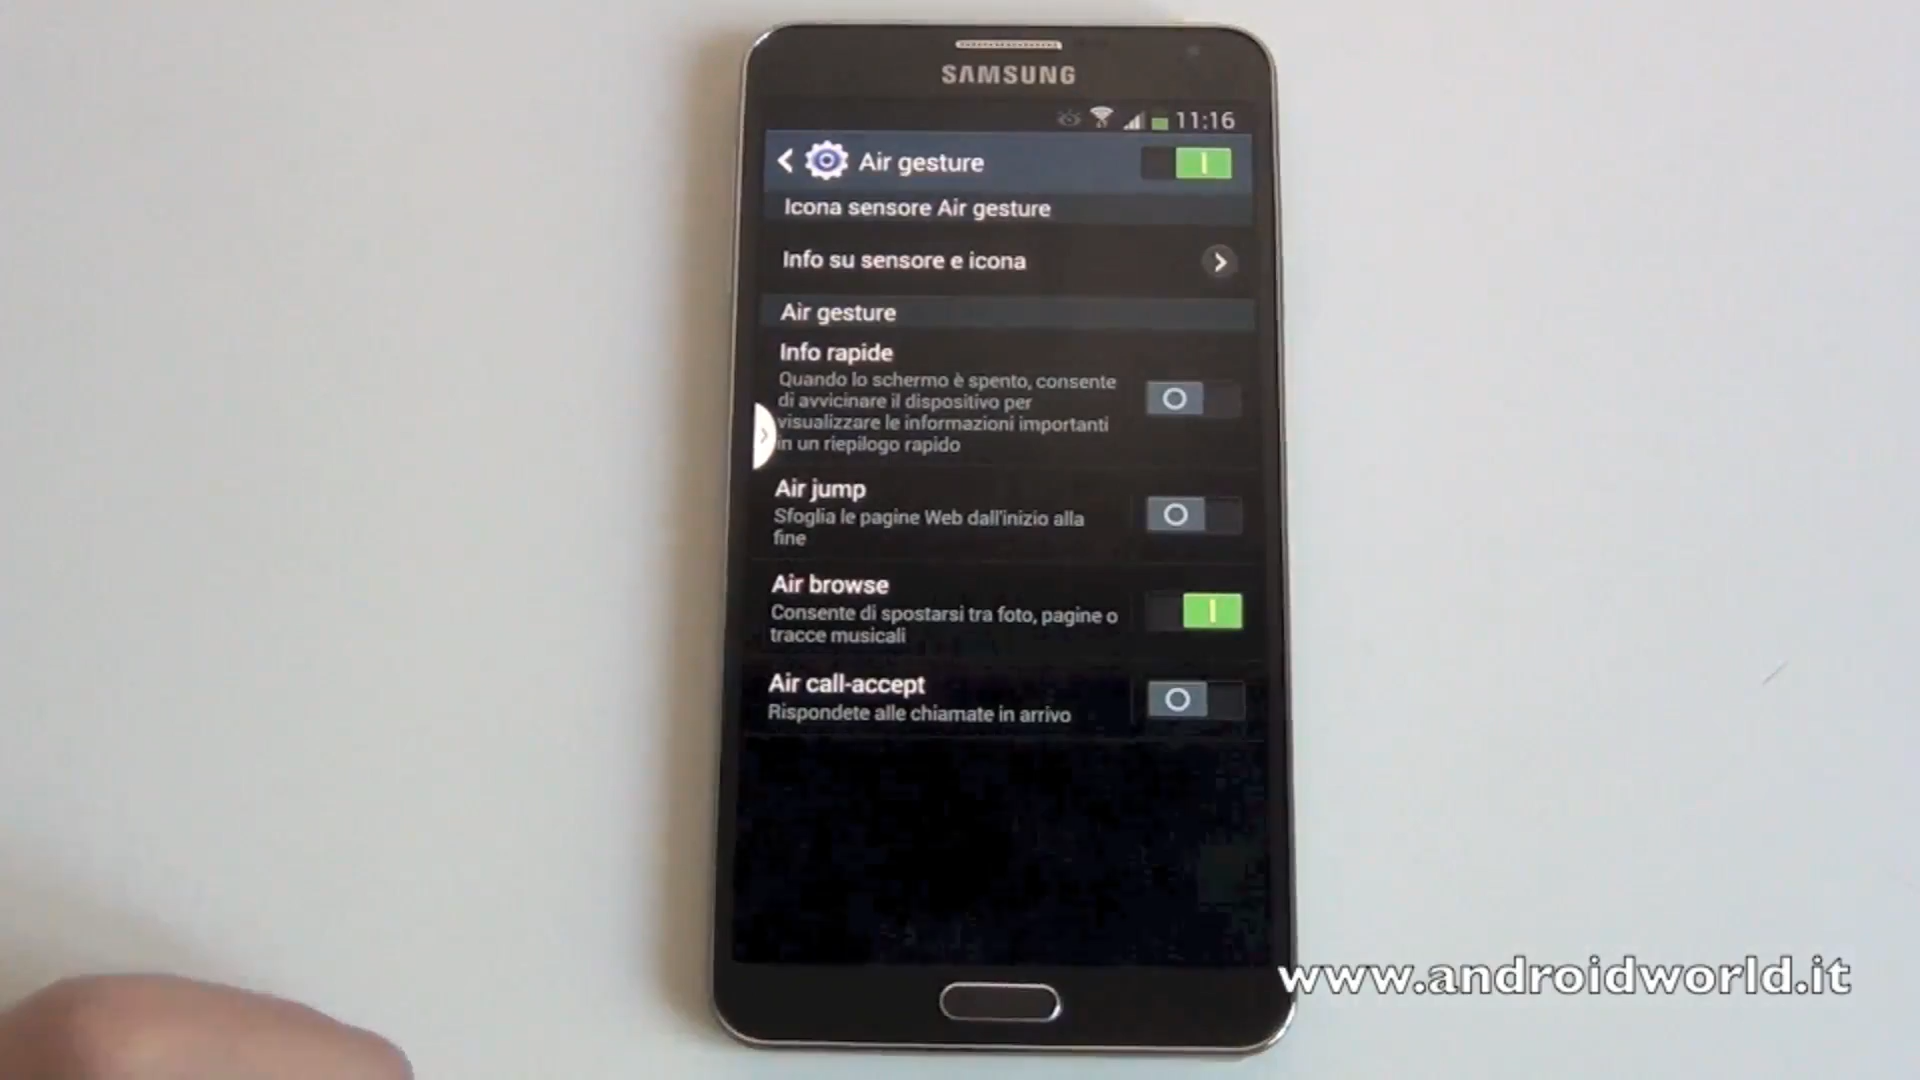 SAMSUNG
11:16
Air gesture
Icona sensore Air gesture
Info su sensore e icona
Air gesture
Info rapide
Quando lo schermo è spento, consente
di avvicinare il dispositivo per
visualizzare le informazioni importanti
in un riepilogo rapido
Air jump
Sfoglia le pagine Web dall'inizio alla
fine
Air browse
Consente di spostarsi tra foto, pagine o
tracce musicali
Air call-accept
Rispondete alle chiamate in arrivo
www.androidworld.it